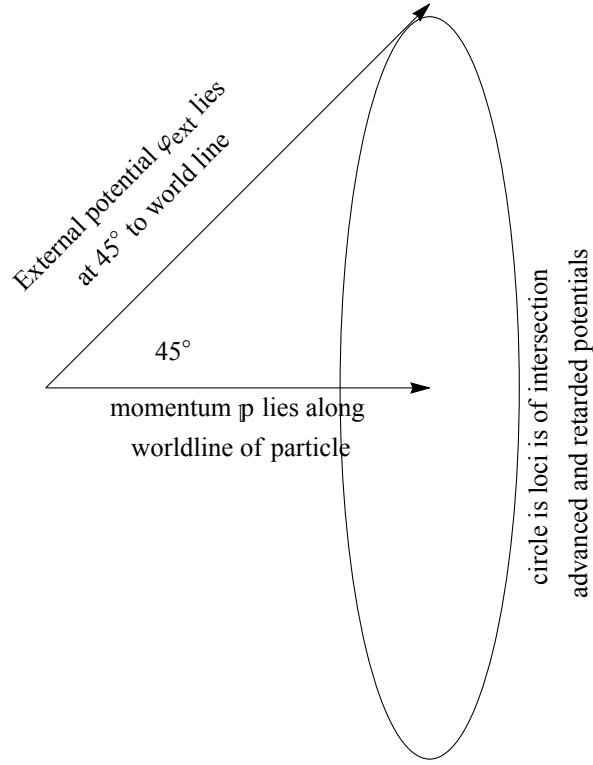 External potential φext lies
at 45° to world line
45°
momentum 𝕡 lies along
worldline of particle
circle is loci is of intersection
advanced and retarded potentials